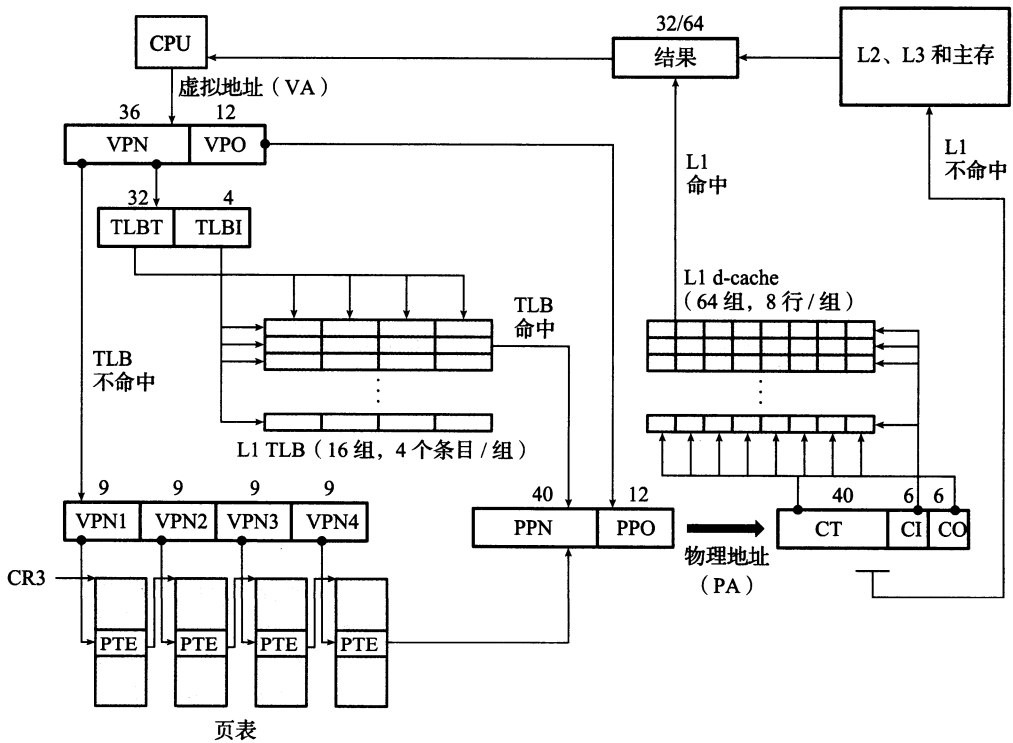 32/64
CPU
结果
L2、L3 和主存
虚拟地址（VA）
36
12
VPN
VPO
L1
命中
L1
不命中
32
4
TLBT
TLBI
L1 d-cache
（64 组，8 行/组）
TLB
命中
TLB
不命中
⋮
⋮
L1 TLB（16 组，4 个条目/组）
9
9
9
9
VPN1
VPN2
VPN3
VPN4
40
12
PPN
PPO
物理地址
（PA）
40
6
6
CT
CI
CO
CR3
PTE
PTE
PTE
PTE
页表